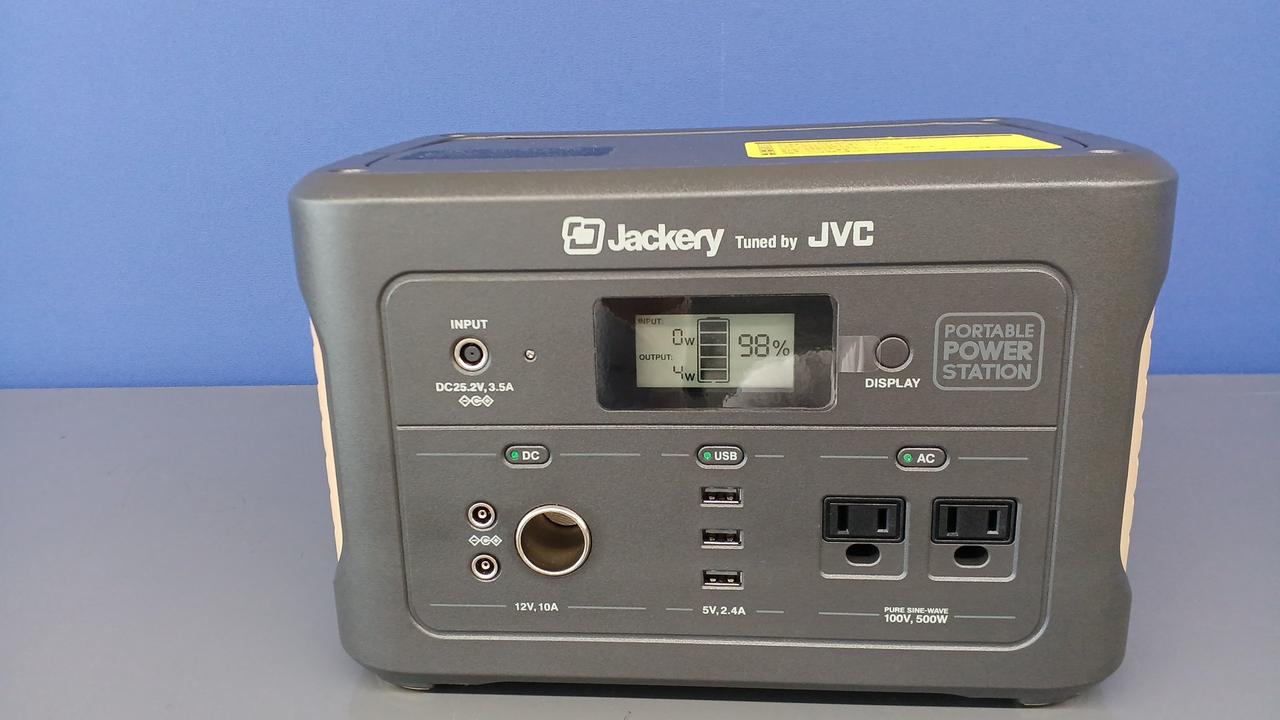 Jackery Tuned by JVC
INPUT
DC25.2V, 3.5A
INPUT:
0W
OUTPUT:
4W
98%
DISPLAY
PORTABLE
POWER
STATION
DC
USB
AC
12V, 10A
5V, 2.4A
PURE SINE-WAVE
100V, 500W